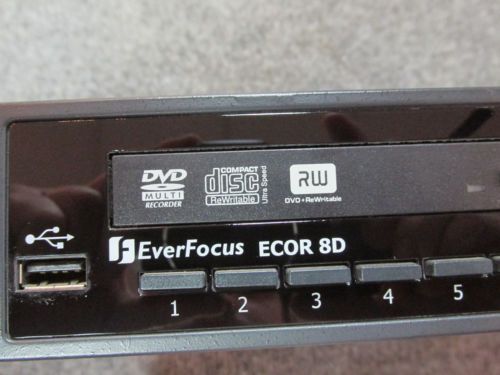 DVD
MULTI
RECORDER
COMPACT
disc
ReWritable
Ultra Speed
RW
DVD+ReWritable
EverFocus ECOR 8D
1 2 3 4 5